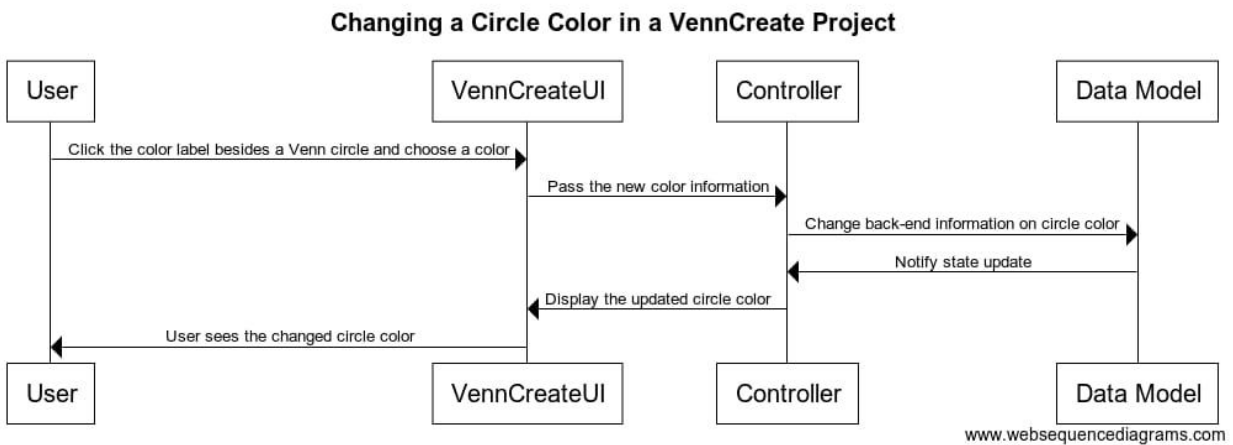 Changing a Circle Color in a VennCreate Project
User
VennCreateUI
Controller
Data Model
Click the color label besides a Venn circle and choose a color
Pass the new color information
Change back-end information on circle color
Notify state update
Display the updated circle color
User sees the changed circle color
User
VennCreateUI
Controller
Data Model
www.websequencediagrams.com